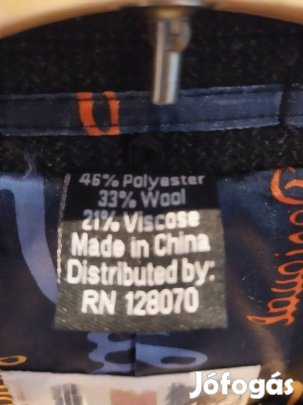 46% Polyester
33% Wool
21% Viscose
Made in China
Distributed by:
RN 128070
Jófogás